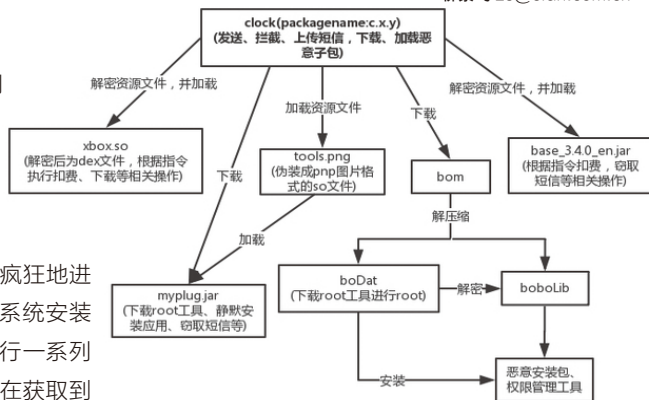 clock(packagename:c.x.y)
(发送、拦截、上传短信，下载、加载恶
意子包)
解密资源文件，并加载
加载资源文件
下载
解密资源文件，并加载
xbox.so
(解密后为dex文件，根据指令
执行扣费、下载等相关操作)
下载
tools.png
(伪装成pnp图片格
式的so文件)
bom
base_3.4.0_en.jar
(根据指令扣费，窃取
短信等相关操作)
解压缩
加载
疯狂地进
系统安装
行一系列
在获取到
myplug.jar
(下载root工具、静默安
装应用、窃取短信等)
boDat
(下载root工具进行root)
解密
boboLib
安装
恶意安装包、
权限管理工具